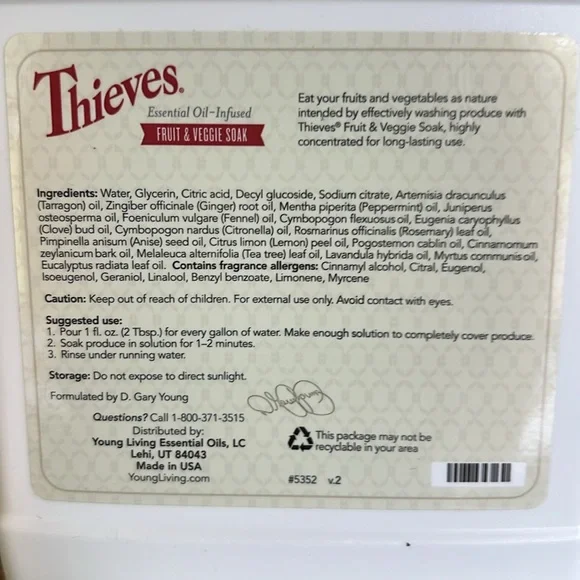 Thieves®
Essential Oil-Infused
FRUIT & VEGGIE SOAK
Eat your fruits and vegetables as nature
intended by effectively washing produce with
Thieves® Fruit & Veggie Soak, highly
concentrated for long-lasting use.
Ingredients: Water, Glycerin, Citric acid, Decyl glucoside, Sodium citrate, Artemisia dracunculus
(Tarragon) oil, Zingiber officinale (Ginger) root oil, Mentha piperita (Peppermint) oil, Juniperus
osteosperma oil, Foeniculum vulgare (Fennel) oil, Cymbopogon flexuosus oil, Eugenia caryophyllus
(Clove) bud oil, Cymbopogon nardus (Citronella) oil, Rosmarinus officinalis (Rosemary) leaf oil,
Pimpinella anisum (Anise) seed oil, Citrus limon (Lemon) peel oil, Pogostemon cablin oil, Cinnamomum
zeylanicum bark oil, Melaleuca alternifolia (Tea tree) leaf oil, Lavandula hybrida oil, Myrtus communis oil,
Eucalyptus radiata leaf oil. Contains fragrance allergens: Cinnamyl alcohol, Citral, Eugenol,
Isoeugenol, Geraniol, Linalool, Benzyl benzoate, Limonene, Myrcene
Caution: Keep out of reach of children. For external use only. Avoid contact with eyes.
Suggested use:
1. Pour 1 fl. oz. (2 Tbsp.) for every gallon of water. Make enough solution to completely cover produce.
2. Soak produce in solution for 1–2 minutes.
3. Rinse under running water.
Storage: Do not expose to direct sunlight.
Formulated by D. Gary Young
Questions? Call 1-800-371-3515
Distributed by:
Young Living Essential Oils, LC
Lehi, UT 84043
Made in USA
YoungLiving.com
This package may not be
recyclable in your area
#5352 v.2